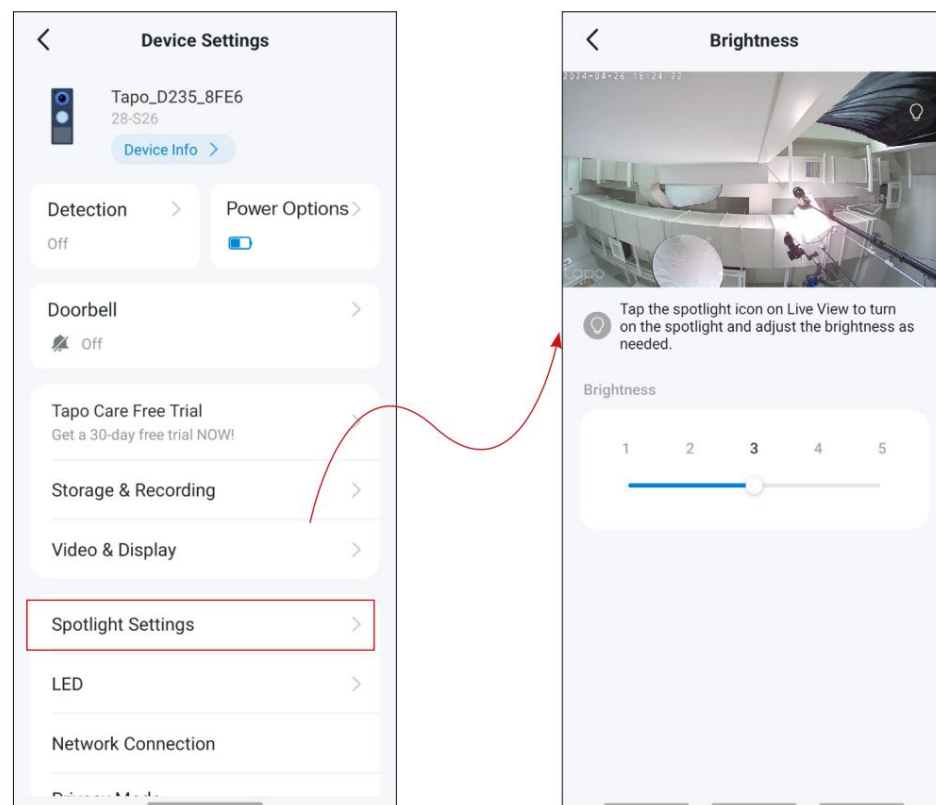 Device Settings
Tapo_D235_8FE6
28-S26
Device Info
Detection
Off
Power Options
Doorbell
Off
Tapo Care Free Trial
Get a 30-day free trial NOW!
Storage & Recording
Video & Display
Spotlight Settings
LED
Network Connection
Privacy Mode
Brightness
2024-04-26 16:24 22
tapo
Tap the spotlight icon on Live View to turn
on the spotlight and adjust the brightness as
needed.
Brightness
1 2 3 4 5